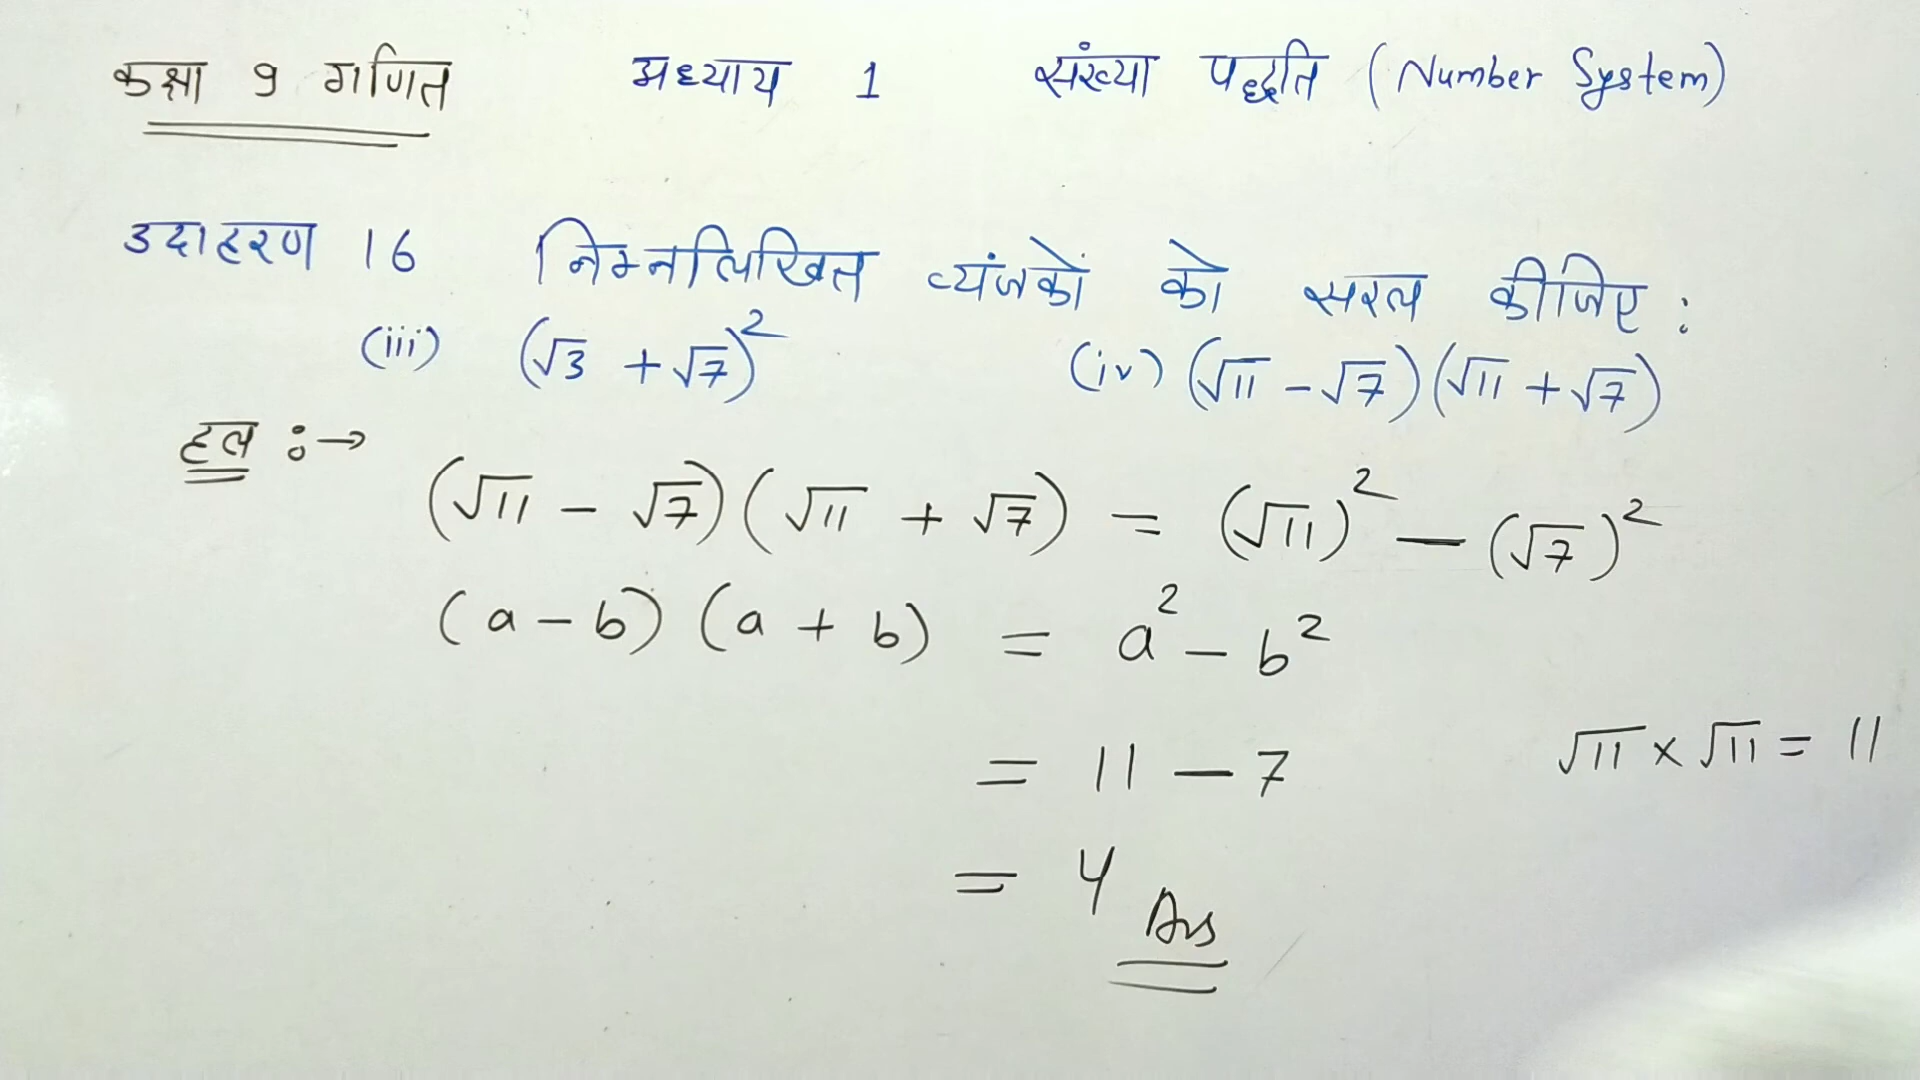 कक्षा 9 गणित अध्याय 1 संख्या पद्धति (Number System)
उदाहरण 16 निम्नलिखित व्यंजकों को सरल कीजिए :
(iii) (√3 + √7)² (iv) (√11 - √7)(√11 + √7)
हल :→
(√11 - √7)(√11 + √7) = (√11)² - (√7)²
(a - b)(a + b) = a² - b²
= 11 - 7 √11 × √11 = 11
= 4 Ans